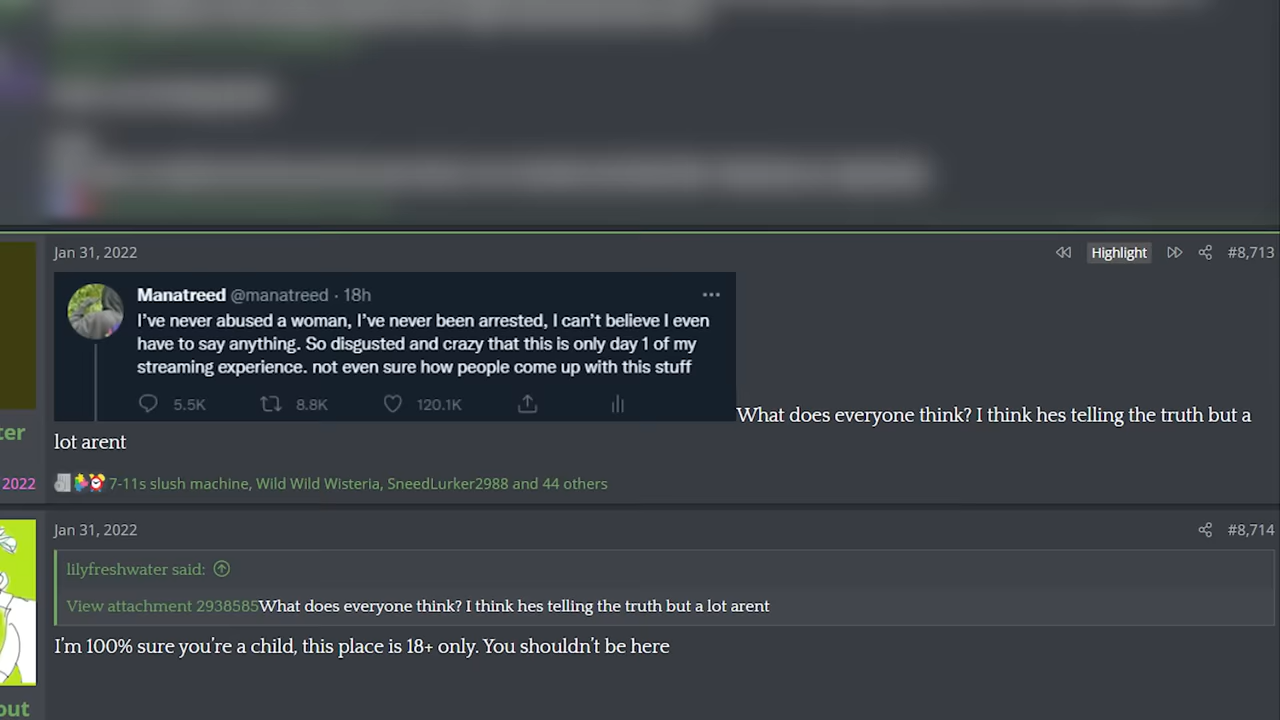 Jan 31, 2022
Highlight
#8,713
Manatreed @manatreed · 18h
I've never abused a woman, I've never been arrested, I can't believe I even
have to say anything. So disgusted and crazy that this is only day 1 of my
streaming experience. not even sure how people come up with this stuff
5.5K 8.8K 120.1K
What does everyone think? I think hes telling the truth but a
lot arent
ter
2022
7-11s slush machine, Wild Wild Wisteria, SneedLurker2988 and 44 others
Jan 31, 2022
#8,714
lilyfreshwater said:
View attachment 2938585What does everyone think? I think hes telling the truth but a lot arent
I'm 100% sure you're a child, this place is 18+ only. You shouldn't be here
out